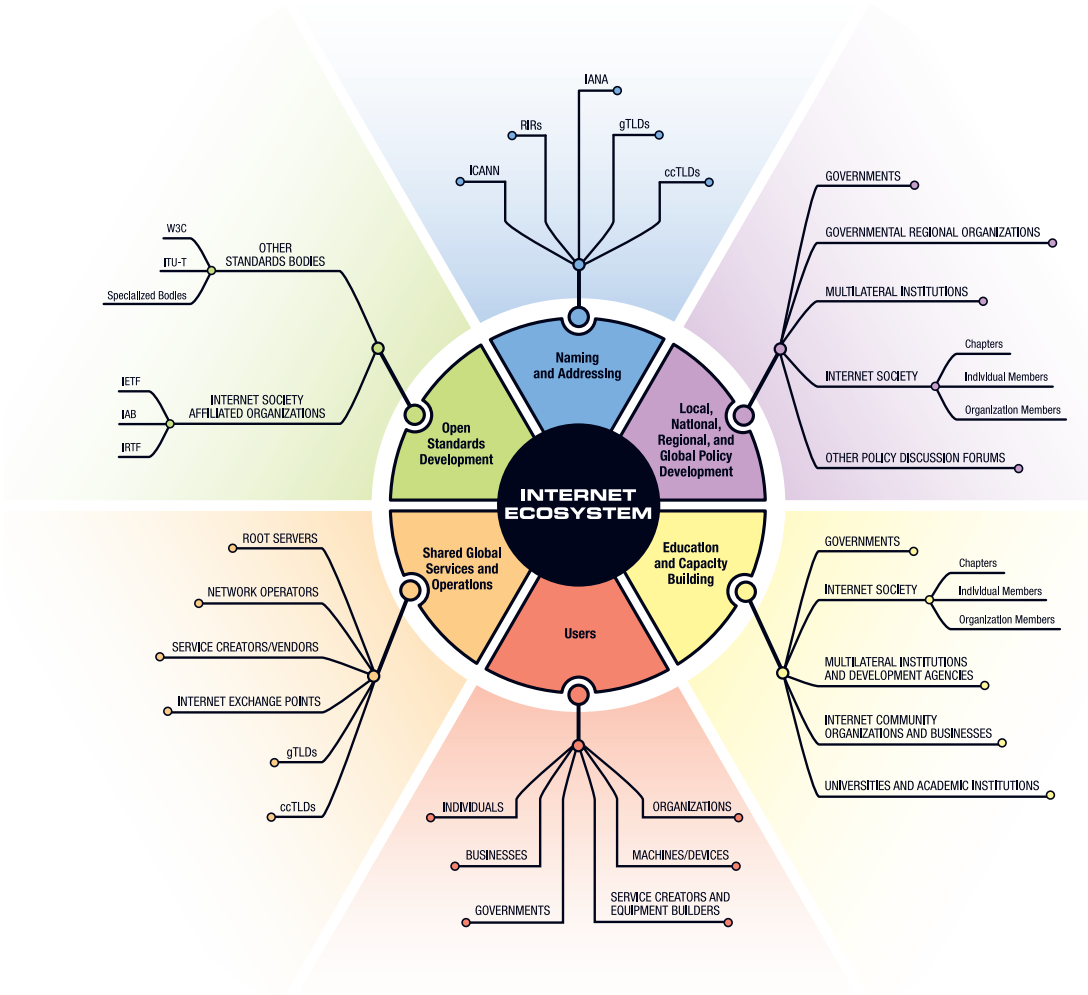 IANA
RIRs
gTLDs
ICANN
ccTLDs
GOVERNMENTS
GOVERNMENTAL REGIONAL ORGANIZATIONS
MULTILATERAL INSTITUTIONS
INTERNET SOCIETY
Chapters
Individual Members
Organization Members
OTHER POLICY DISCUSSION FORUMS
W3C
ITU-T
Specialized Bodies
OTHER
STANDARDS BODIES
IETF
IAB
IRTF
INTERNET SOCIETY
AFFILIATED ORGANIZATIONS
Naming
and Addressing
Local,
National,
Regional, and
Global Policy
Development
Open
Standards
Development
INTERNET
ECOSYSTEM
Shared Global
Services and
Operations
Education
and Capacity
Building
Users
ROOT SERVERS
NETWORK OPERATORS
SERVICE CREATORS/VENDORS
INTERNET EXCHANGE POINTS
gTLDs
ccTLDs
GOVERNMENTS
INTERNET SOCIETY
Chapters
Individual Members
Organization Members
MULTILATERAL INSTITUTIONS
AND DEVELOPMENT AGENCIES
INTERNET COMMUNITY
ORGANIZATIONS AND BUSINESSES
UNIVERSITIES AND ACADEMIC INSTITUTIONS
INDIVIDUALS
BUSINESSES
GOVERNMENTS
ORGANIZATIONS
MACHINES/DEVICES
SERVICE CREATORS AND
EQUIPMENT BUILDERS